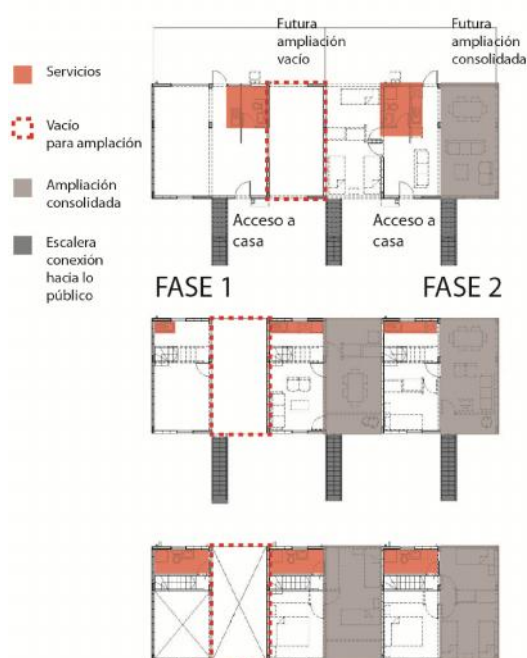 Futura
ampliación
vacío
Futura
ampliación
consolidada
Servicios
Vacío
para amplación
Ampliación
consolidada
Escalera
conexión
hacia lo
público
Acceso a
casa
Acceso a
casa
FASE 1
FASE 2